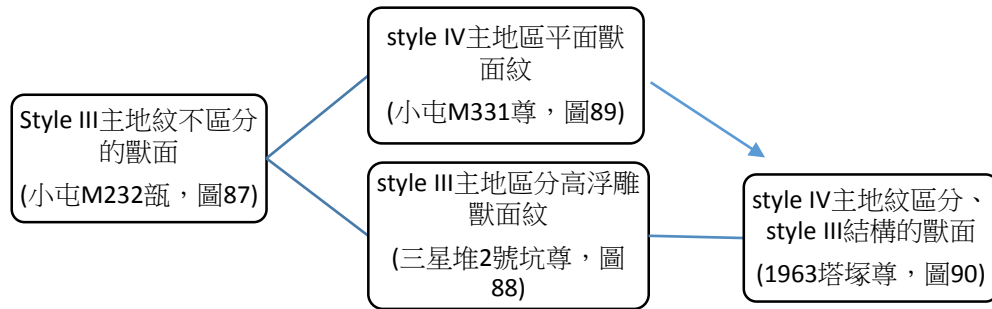 Style III主地紋不區分
的獸面
(小屯M232瓿，圖87)
style IV主地區平面獸
面紋
(小屯M331尊，圖89)
style III主地區分高浮雕
獸面紋
(三星堆2號坑尊，圖
88)
style IV主地紋區分、
style III結構的獸面
(1963塔塚尊，圖90)